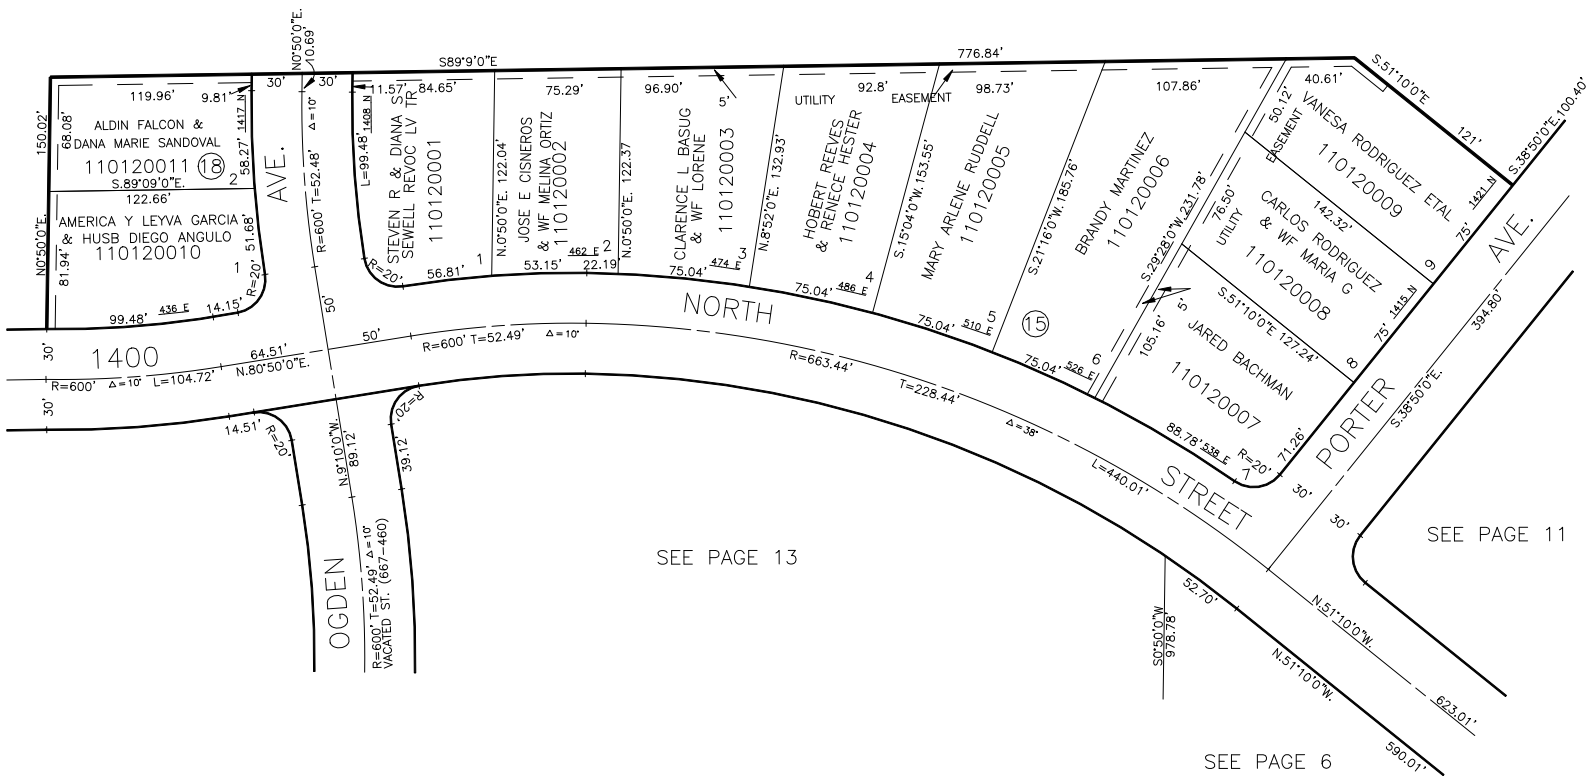 N0°50'0"E.
10.69'
S89°9'0"E
776.84'
S.51°10'0"E
121'
S.38°50'0"E.100.40'
150.02'
68.08'
119.96'
9.81'
1417 N
ALDIN FALCON &
DANA MARIE SANDOVAL
110120011
18
58.27'
S.89°09'0"E.
2
122.66'
AMERICA Y LEYVA GARCIA
& HUSB DIEGO ANGULO
110120010
1
51.68'
R=20'
N0°50'0"E.
81.94'
99.48'
436 E
14.15'
30'
30'
Δ=10°
AVE.
R=600' T=52.48'
50'
11.57'
84.65'
1408 N
L=99.48'
STEVEN R & DIANA S
SEWELL REVOC LV TR
110120001
R=20'
56.81'
1
N.0°50'0"E. 122.04'
75.29'
JOSE E CISNEROS
& WF MELINA ORTIZ
110120002
462 E
2
53.15'
22.19'
N.0°50'0"E. 122.37
96.90'
5'
CLARENCE L BASUG
& WF LORENE
110120003
474 E
3
75.04'
N.8°52'0"E. 132.93'
UTILITY
92.8'
EASEMENT
HOBERT REEVES
& RENECE HESTER
110120004
4
75.04'
486 E
S.15°04'0"W. 153.55'
98.73'
MARY ARLENE RUDDELL
110120005
5
75.04'
510 E
S.21°16'0"W. 185.76'
107.86'
BRANDY MARTINEZ
110120006
15
6
75.04'
526 E
S.29°28'0"W.231.78'
40.61'
50.12'
EASEMENT
VANESA RODRIGUEZ ETAL
110120009
1421 N
75'
142.32'
9
76.50'
UTILITY
CARLOS RODRIGUEZ
& WF MARIA G
110120008
1415 N
75'
S.51°10'0"E 127.24'
8
5'
105.16'
JARED BACHMAN
110120007
88.78'
538 E
R=20'
7
71.26'
AVE.
PORTER
394.80'
S.38°50'0"E.
30'
30'
30'
1400
64.51'
50'
R=600'
Δ=10°
L=104.72'
N.80°50'0"E.
30'
R=600' T=52.49'
Δ=10°
NORTH
R=663.44'
T=228.44'
Δ=38°
L=440.01'
STREET
14.51'
R=20'
N.9°10'0"W.
89.12'
R=20'
39.12'
OGDEN
R=600' T=52.49' Δ=10°
VACATED ST. (667-460)
SEE PAGE 13
SEE PAGE 11
52.70'
S0°50'0"W
978.78'
N.51°10'0"W.
N.51°10'0"W.
623.01'
590.01'
SEE PAGE 6